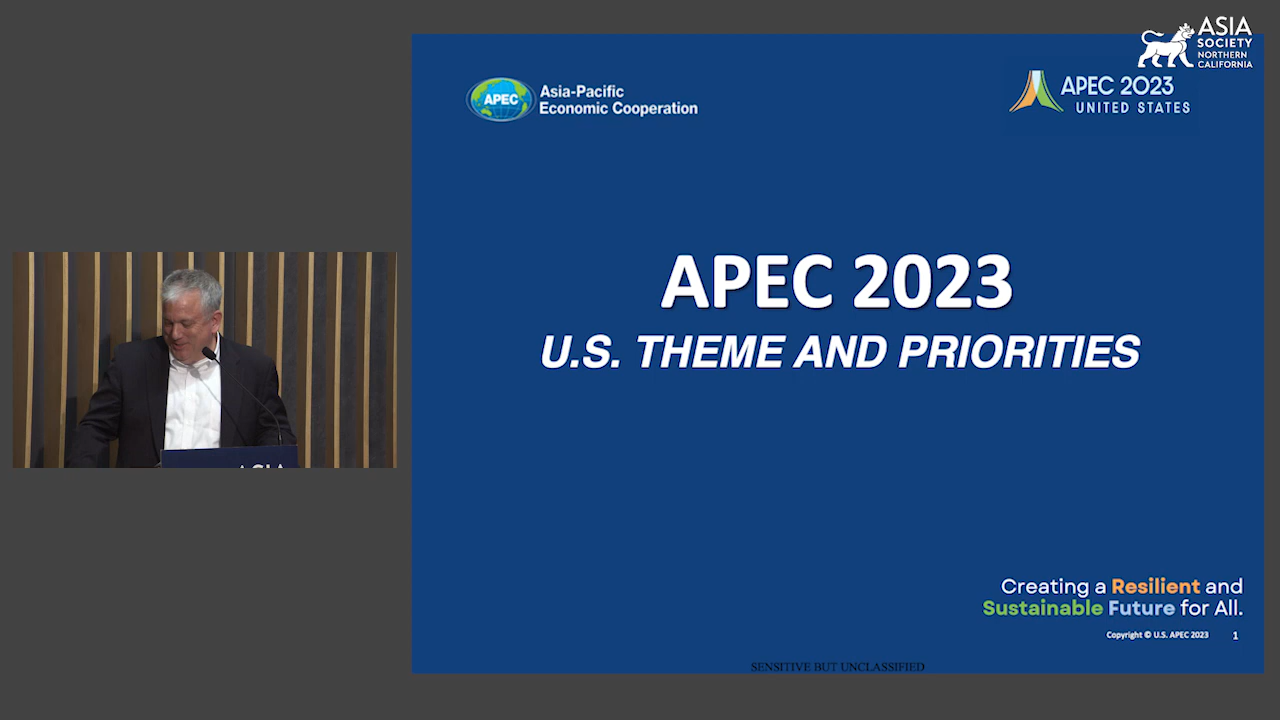 ASIA
SOCIETY
NORTHERN
CALIFORNIA
APEC
Asia-Pacific
Economic Cooperation
APEC 2023
UNITED STATES
APEC 2023
U.S. THEME AND PRIORITIES
ASIA
Creating a Resilient and
Sustainable Future for All.
Copyright © U.S. APEC 2023 1
SENSITIVE BUT UNCLASSIFIED